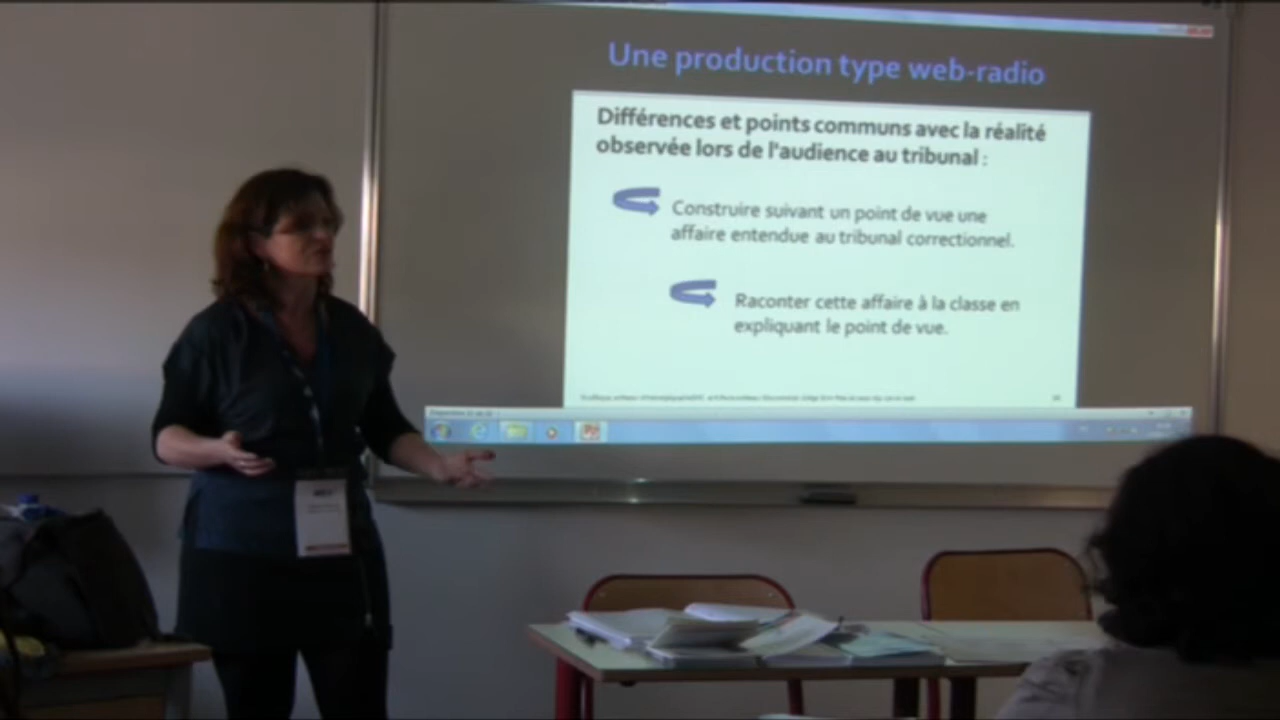 Une production type web-radio
Différences et points communs avec la réalité
observée lors de l'audience au tribunal :
Construire suivant un point de vue une
affaire entendue au tribunal correctionnel.
Raconter cette affaire à la classe en
expliquant le point de vue.